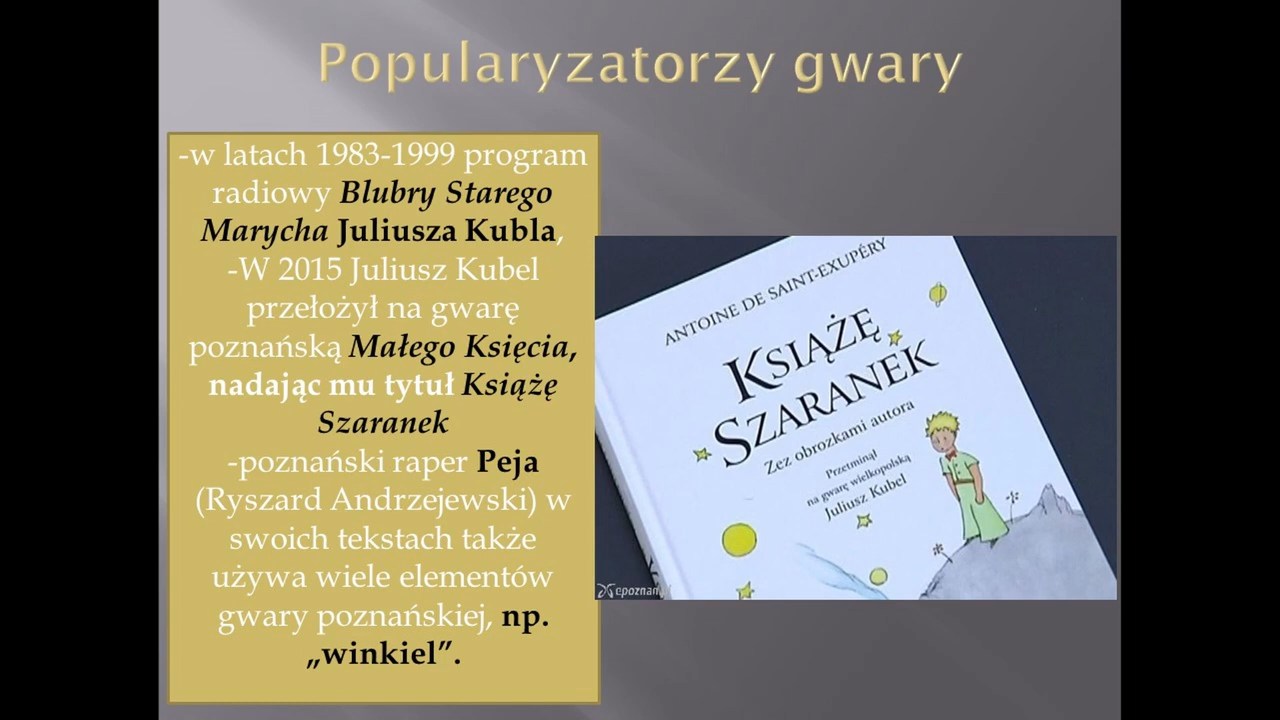 Popularyzatorzy gwary
-w latach 1983-1999 program
radiowy Blubry Starego
Marycha Juliusza Kubla,
-W 2015 Juliusz Kubel
przełożył na gwarę
poznańską Małego Księcia,
nadając mu tytuł Książę
Szaranek
-poznański raper Peja
(Ryszard Andrzejewski) w
swoich tekstach także
używa wiele elementów
gwary poznańskiej, np.
„winkiel”.
ANTOINE DE SAINT-EXUPÉRY
KSIĄŻĘ
SZARANEK
Zez obrozkami autora
Przetminął
na gwarę wielkopolską
Juliusz Kubel
epoznan